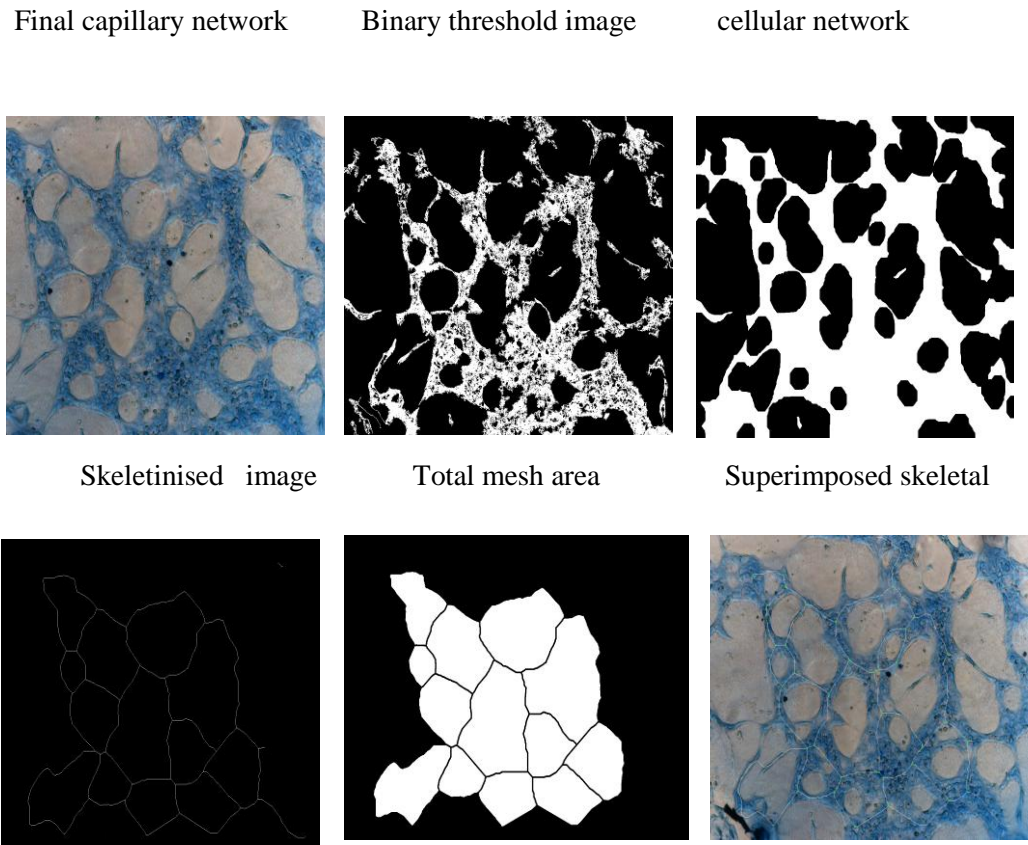 Final capillary network Binary threshold image cellular network
Skeletinised image Total mesh area Superimposed skeletal